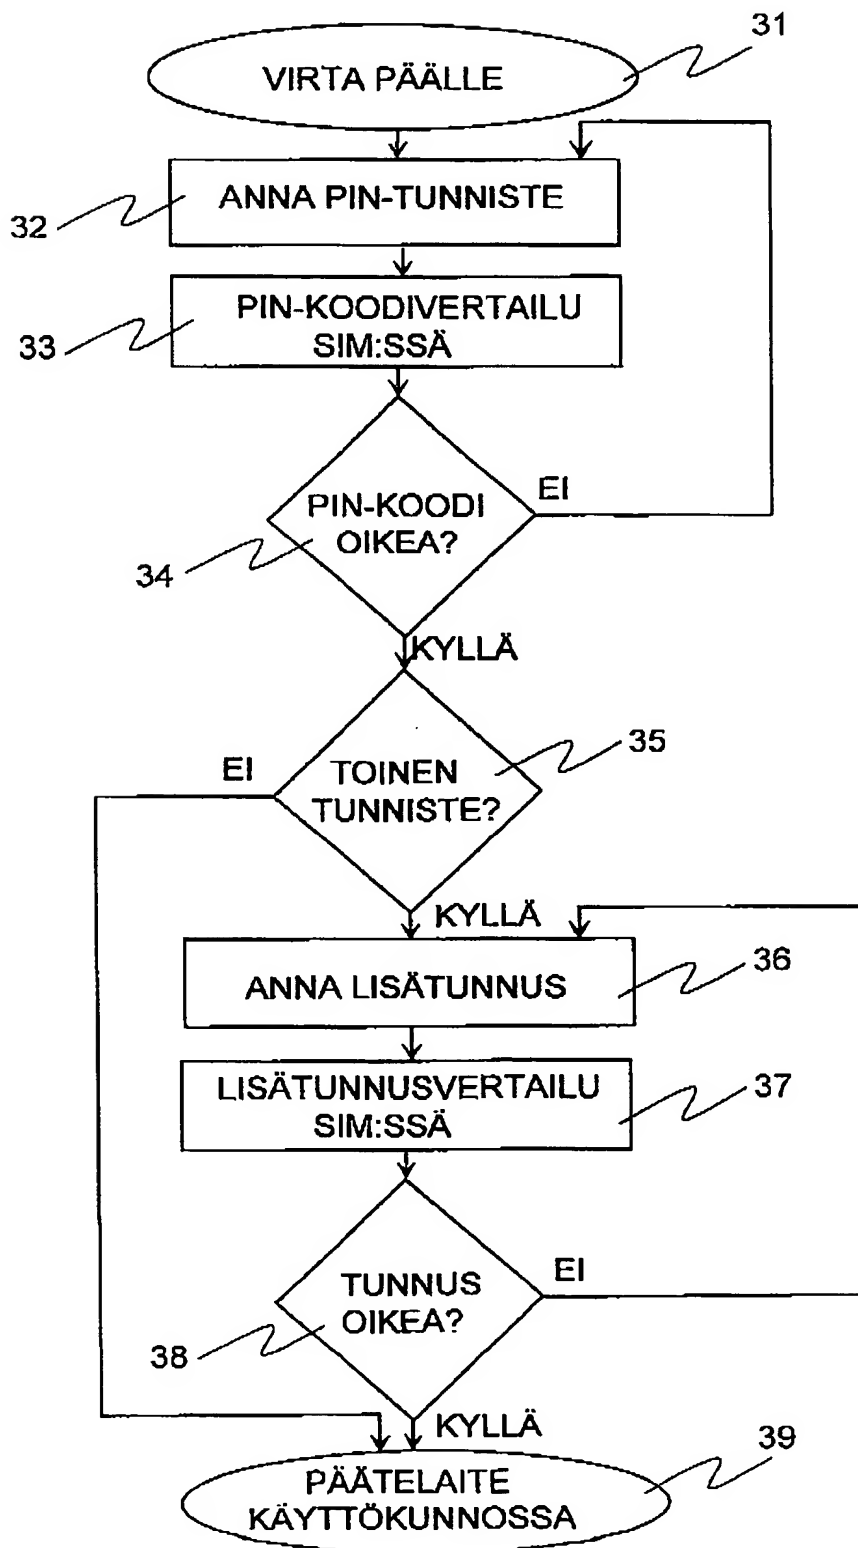 31
VIRTA PÄÄLLE
ANNA PIN-TUNNISTE
32
PIN-KOODIVERTAILU
SIM:SSÄ
33
EI
PIN-KOODI
OIKEA?
34
KYLLÄ
35
EI
TOINEN
TUNNISTE?
KYLLÄ
36
ANNA LISÄTUNNUS
LISÄTUNNUSVERTAILU
SIM:SSÄ
37
EI
TUNNUS
OIKEA?
38
KYLLÄ
39
PÄÄTELAITE
KÄYTTÖKUNNOSSA